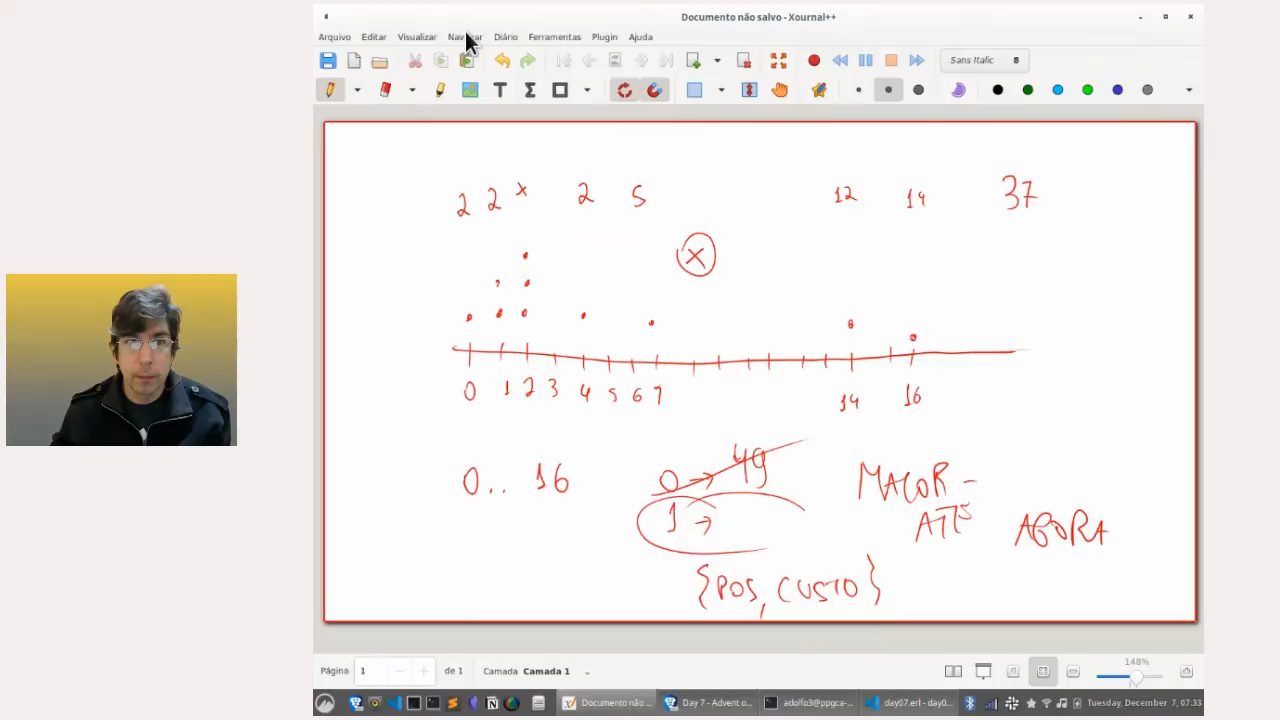 Documento não salvo - Xournal++
Arquivo Editar Visualizar Navegar Diário Ferramentas Plugin Ajuda
Sans Italic 8
2 2 x 2 5 12 14 37
X
0 1 2 3 4 5 6 7 14 16
0.. 16 0 → 49 MAIOR -
1 → ATÉ AGORA
{POS, CUSTO}
Página 1 de 1 Camada Camada 1 148%
Documento não ... Day 7 - Advent o... adolfo3@ppgca-... day07.erl - day0... Tuesday, December 7, 07:33